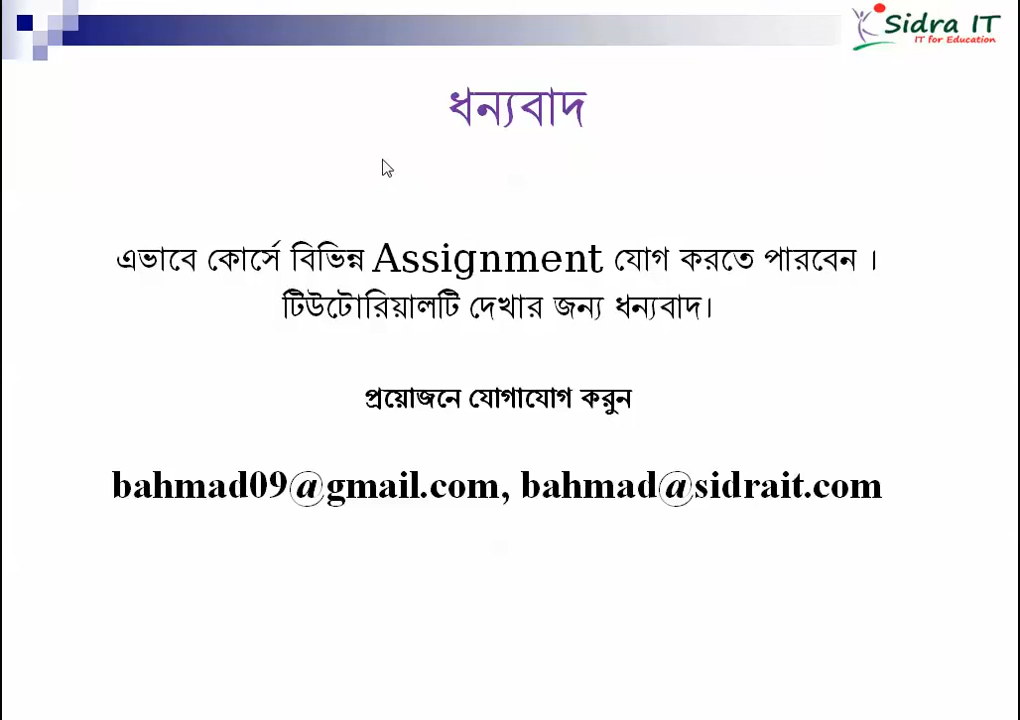 Sidra IT
IT for Education
ধন্যবাদ
এভাবে কোর্সে বিভিন্ন Assignment যোগ করতে পারবেন ।
টিউটোরিয়ালটি দেখার জন্য ধন্যবাদ।
প্রয়োজনে যোগাযোগ করুন
bahmad09@gmail.com, bahmad@sidrait.com